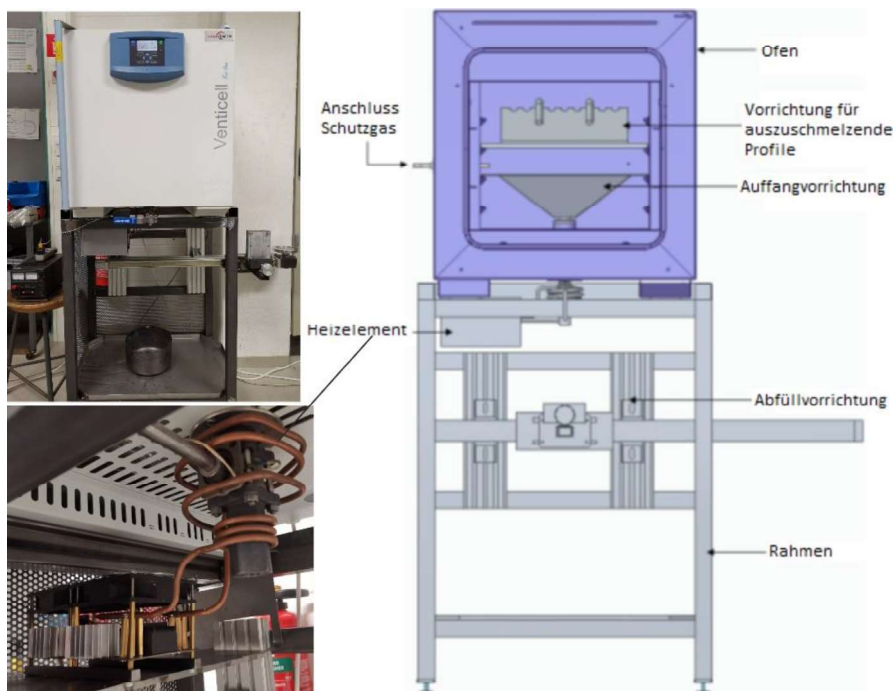 Venticell
Ofen
Anschluss
Schutzgas
Vorrichtung für
auszuschmelzende
Profile
Auffangvorrichtung
Heizelement
Abfüllvorrichtung
Rahmen